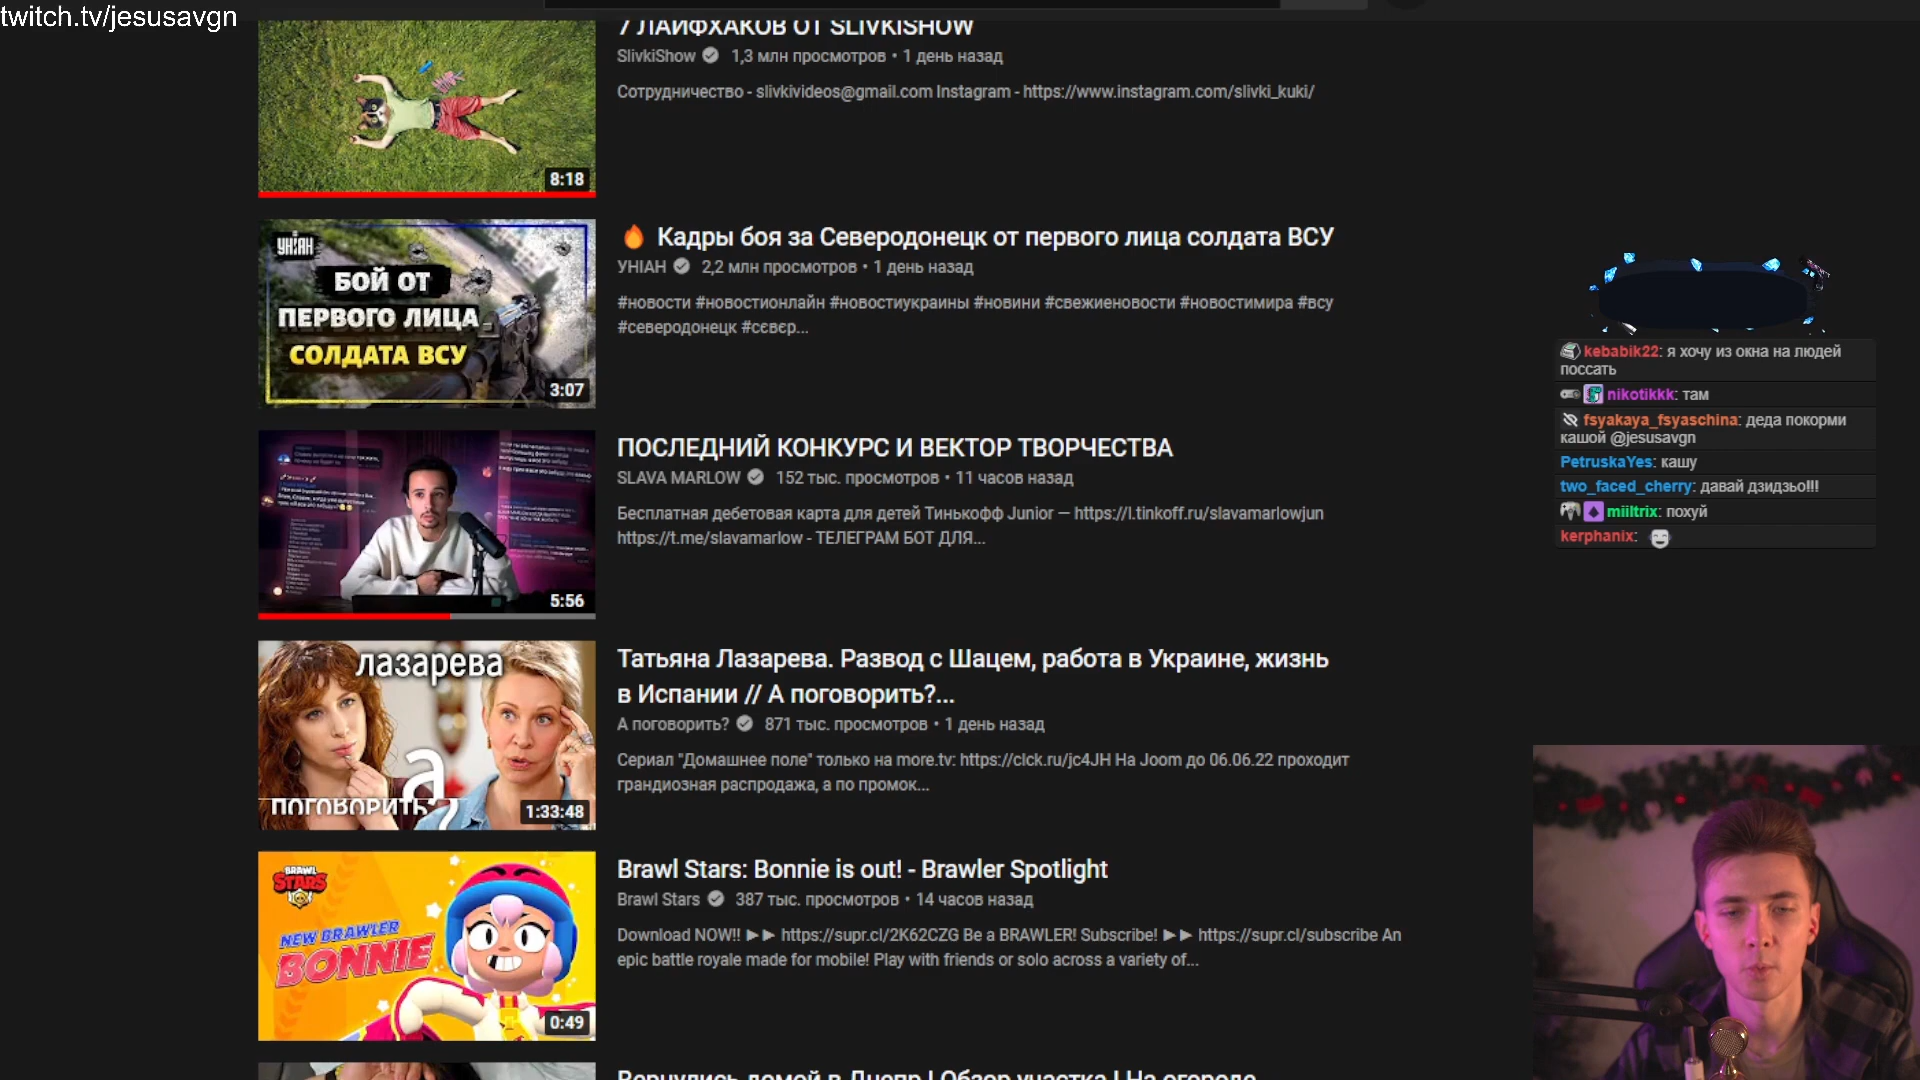 twitch.tv/jesusavgn
7 ЛАЙФХАКОВ ОТ SLIVKISHOW
SlivkiShow 1,3 млн просмотров • 1 день назад
Сотрудничество - slivkivideos@gmail.com Instagram - https://www.instagram.com/slivki_kuki/
8:18
УНІАН
БОЙ ОТ
ПЕРВОГО ЛИЦА
СОЛДАТА ВСУ
3:07
🔥 Кадры боя за Северодонецк от первого лица солдата ВСУ
УНІАН 2,2 млн просмотров • 1 день назад
#новости #новостионлайн #новостиукраины #новини #свежиеновости #новостимира #всу
#северодонецк #сєвєр...
5:56
ПОСЛЕДНИЙ КОНКУРС И ВЕКТОР ТВОРЧЕСТВА
SLAVA MARLOW 152 тыс. просмотров • 11 часов назад
Бесплатная дебетовая карта для детей Тинькофф Junior — https://l.tinkoff.ru/slavamarlowjun
https://t.me/slavamarlow - ТЕЛЕГРАМ БОТ ДЛЯ...
лазарева
а
поговорить?
1:33:48
Татьяна Лазарева. Развод с Шацем, работа в Украине, жизнь
в Испании // А поговорить?...
А поговорить? 871 тыс. просмотров • 1 день назад
Сериал "Домашнее поле" только на more.tv: https://clck.ru/jc4JH На Joom до 06.06.22 проходит
грандиозная распродажа, а по промок...
BRAWL
STARS
NEW BRAWLER
BONNIE
0:49
Brawl Stars: Bonnie is out! - Brawler Spotlight
Brawl Stars 387 тыс. просмотров • 14 часов назад
Download NOW!! ►► https://supr.cl/2K62CZG Be a BRAWLER! Subscribe! ►► https://supr.cl/subscribe An
epic battle royale made for mobile! Play with friends or solo across a variety of...
Вернулись домой в Днепр | Обзор участка | На огороде
kebabik22: я хочу из окна на людей
поссать
nikotikkk: там
fsyakaya_fsyaschina: деда покорми
кашой @jesusavgn
PetruskaYes: кашу
two_faced_cherry: давай дзидзьо!!!
miiltrix: похуй
kerphanix: